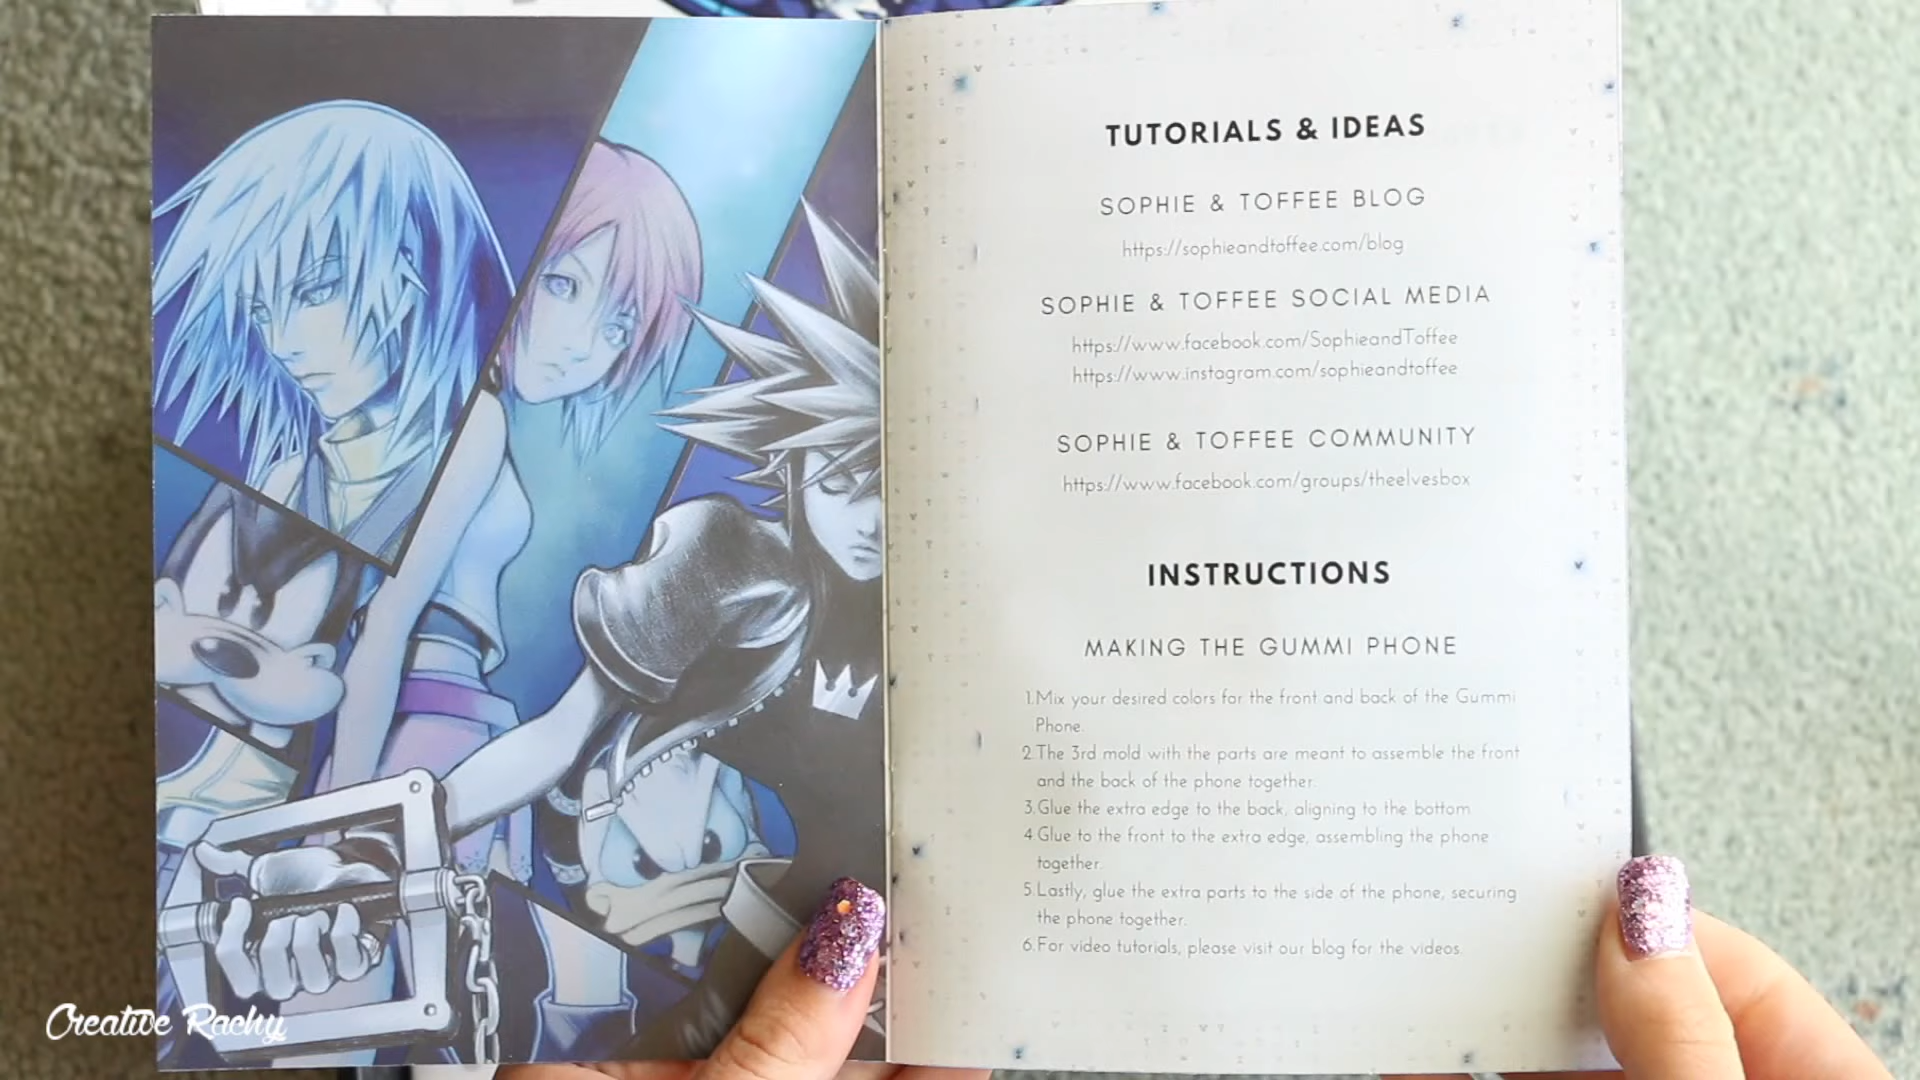 TUTORIALS & IDEAS
SOPHIE & TOFFEE BLOG
https://sophieandtoffee.com/blog
SOPHIE & TOFFEE SOCIAL MEDIA
https://www.facebook.com/SophieandToffee
https://www.instagram.com/sophieandtoffee
SOPHIE & TOFFEE COMMUNITY
https://www.facebook.com/groups/theelvesbox
INSTRUCTIONS
MAKING THE GUMMI PHONE
1.Mix your desired colors for the front and back of the Gummi
Phone.
2.The 3rd mold with the parts are meant to assemble the front
and the back of the phone together.
3.Glue the extra edge to the back, aligning to the bottom
4.Glue to the front to the extra edge, assembling the phone
together.
5.Lastly, glue the extra parts to the side of the phone, securing
the phone together.
6.For video tutorials, please visit our blog for the videos.
Creative Rachy